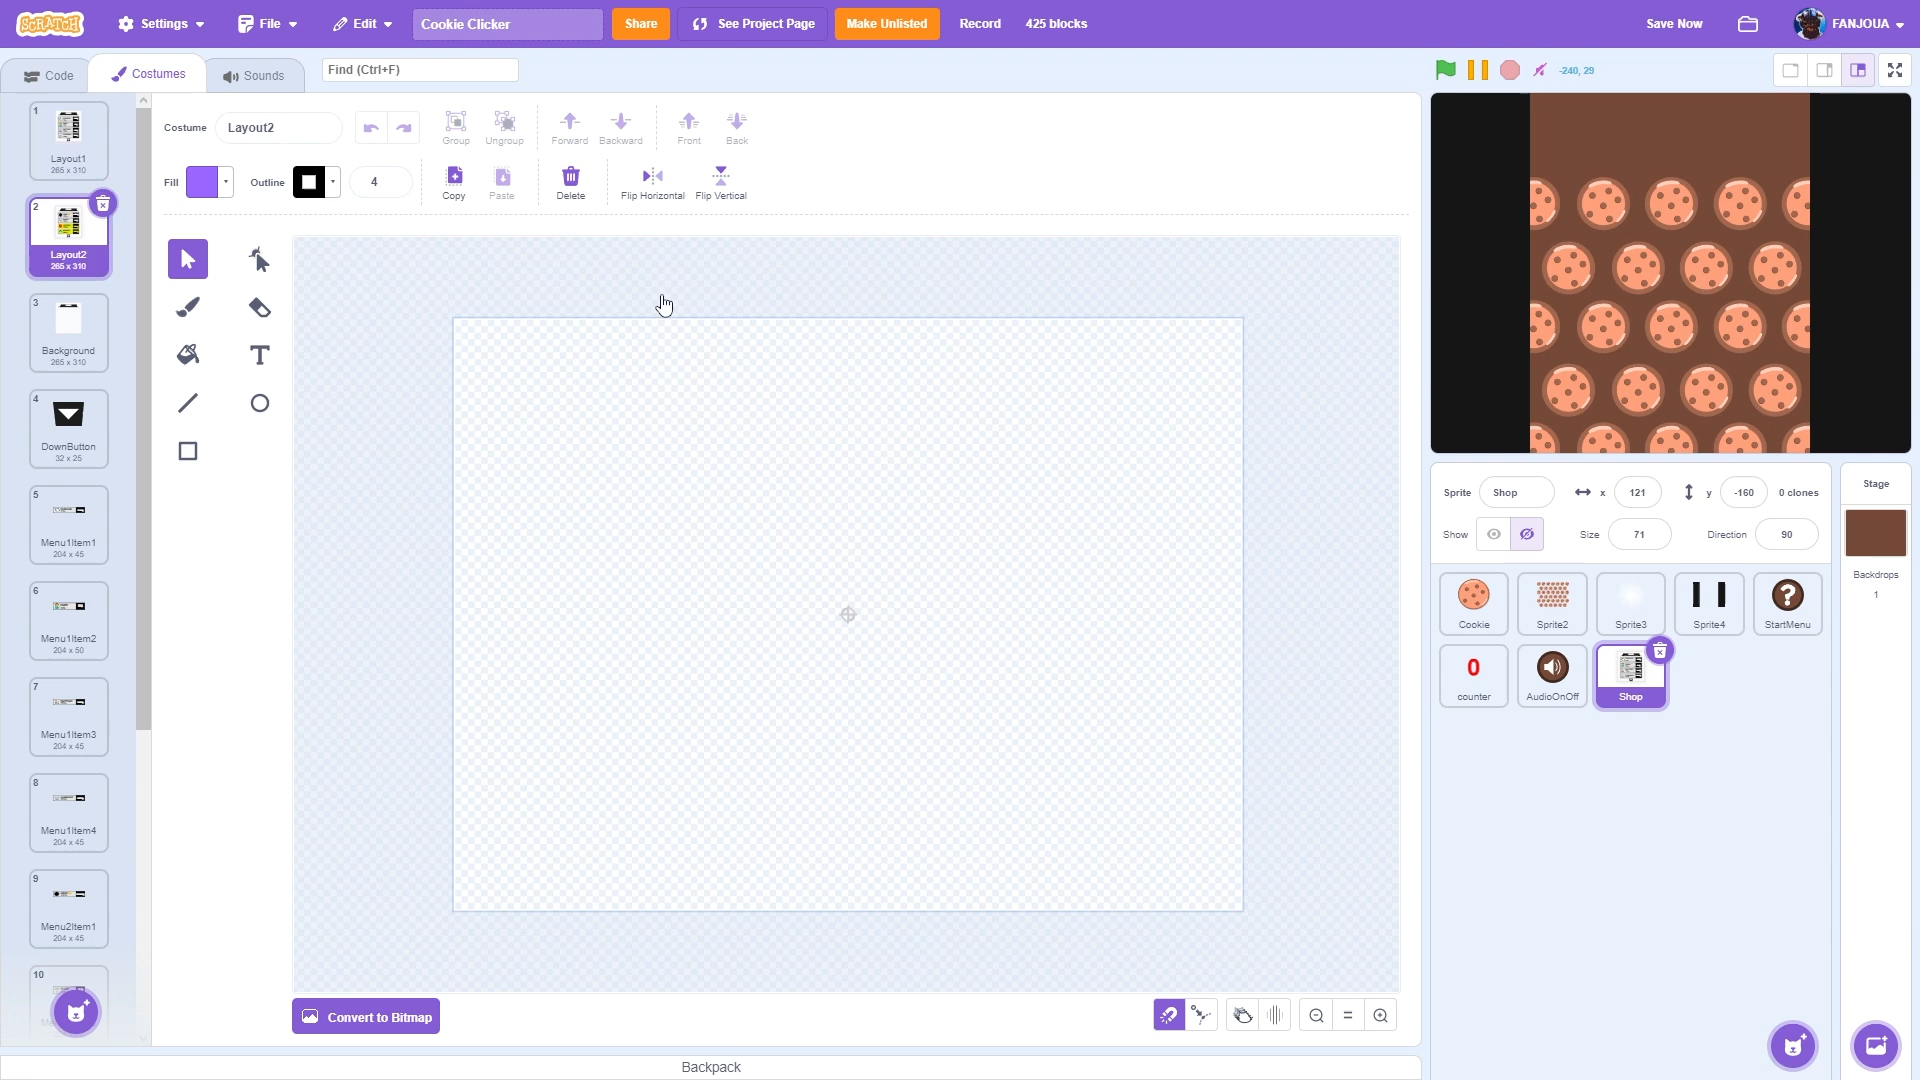 SCRATCH
Settings
File
Edit
Cookie Clicker
Share
See Project Page
Make Unlisted
Record
425 blocks
Save Now
FANJOUA
Code
Costumes
Sounds
Find (Ctrl+F)
-240, 29
1
Layout1
265 x 310
2
Layout2
265 x 310
3
Background
265 x 310
4
DownButton
32 x 25
5
Menu1Item1
204 x 45
6
Menu1Item2
204 x 50
7
Menu1Item3
204 x 45
8
Menu1Item4
204 x 45
9
Menu2Item1
204 x 45
10
Costume
Layout2
Group
Ungroup
Forward
Backward
Front
Back
Fill
Outline
4
Copy
Paste
Delete
Flip Horizontal
Flip Vertical
T
Convert to Bitmap
Backpack
Sprite
Shop
x
121
y
-160
0 clones
Show
Size
71
Direction
90
Cookie
Sprite2
Sprite3
Sprite4
?
StartMenu
0
counter
AudioOnOff
Shop
Stage
Backdrops
1